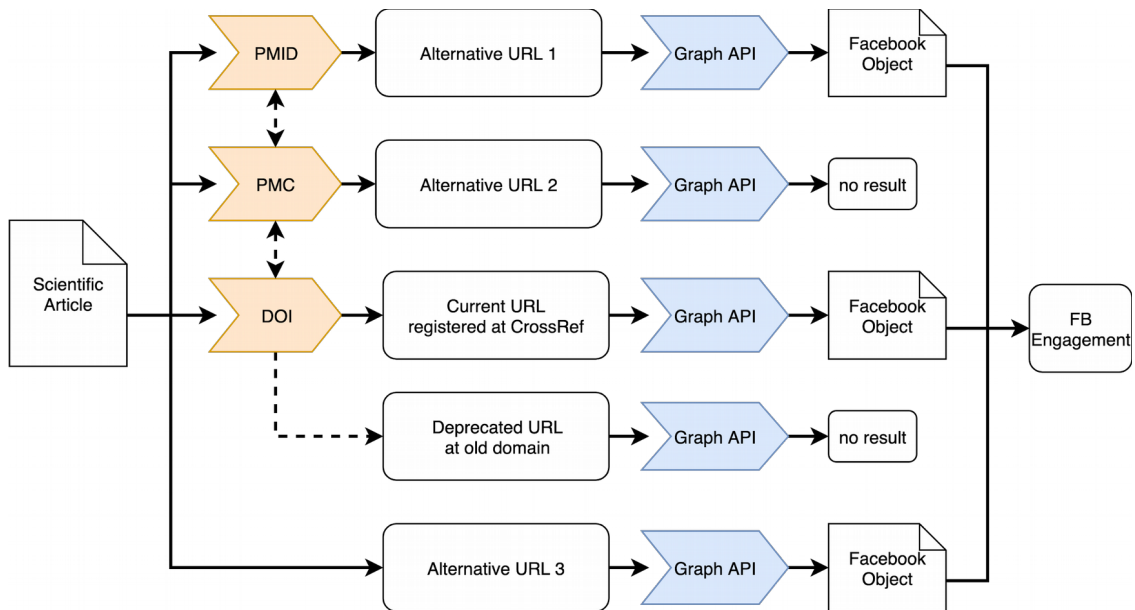 PMID
Alternative URL 1
Graph API
Facebook
Object
PMC
Alternative URL 2
Graph API
no result
Scientific
Article
DOI
Current URL
registered at CrossRef
Graph API
Facebook
Object
FB
Engagement
Deprecated URL
at old domain
Graph API
no result
Alternative URL 3
Graph API
Facebook
Object